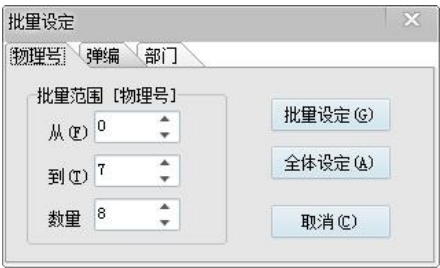 批量设定
物理号 弹编 部门
批量范围 [物理号]
从(F) 0
到(T) 7
数量 8
批量设定(G)
全体设定(A)
取消(C)